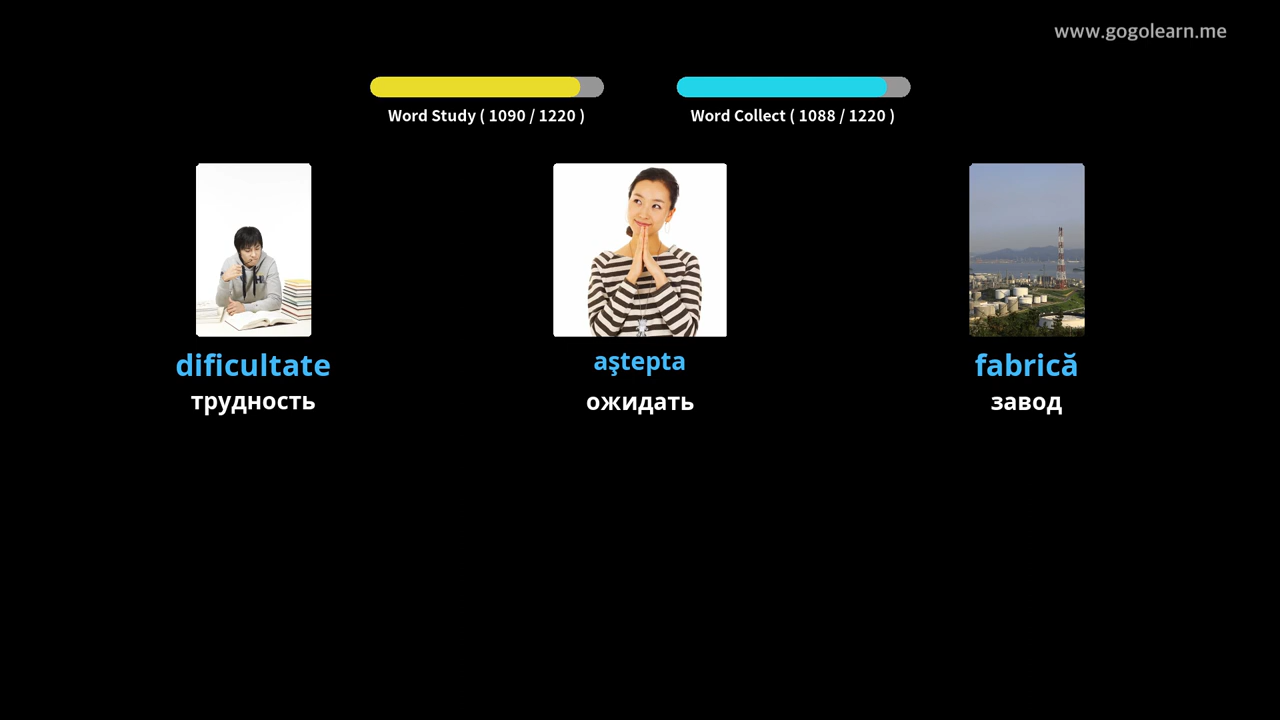 www.gogolearn.me
Word Study ( 1090 / 1220 )
Word Collect ( 1088 / 1220 )
dificultate
aştepta
fabrică
трудность
ожидать
завод